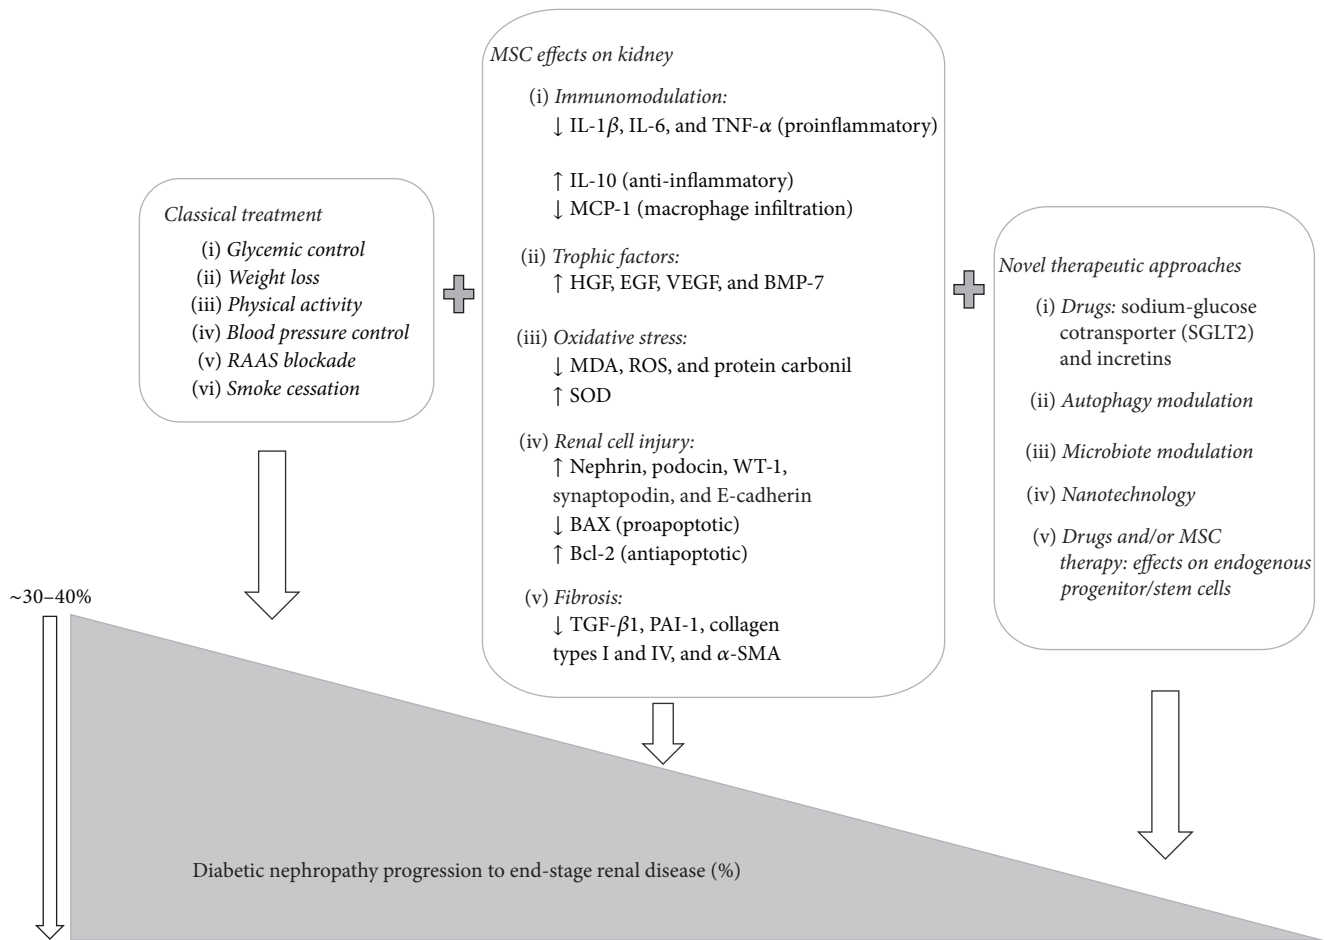 Classical treatment
(i) Glycemic control
(ii) Weight loss
(iii) Physical activity
(iv) Blood pressure control
(v) RAAS blockade
(vi) Smoke cessation
MSC effects on kidney
(i) Immunomodulation:
↓ IL-1β, IL-6, and TNF-α (proinflammatory)
↑ IL-10 (anti-inflammatory)
↓ MCP-1 (macrophage infiltration)
(ii) Trophic factors:
↑ HGF, EGF, VEGF, and BMP-7
(iii) Oxidative stress:
↓ MDA, ROS, and protein carbonil
↑ SOD
(iv) Renal cell injury:
↑ Nephrin, podocin, WT-1,
synaptopodin, and E-cadherin
↓ BAX (proapoptotic)
↑ Bcl-2 (antiapoptotic)
(v) Fibrosis:
↓ TGF-β1, PAI-1, collagen
types I and IV, and α-SMA
Novel therapeutic approaches
(i) Drugs: sodium-glucose
cotransporter (SGLT2)
and incretins
(ii) Autophagy modulation
(iii) Microbiote modulation
(iv) Nanotechnology
(v) Drugs and/or MSC
therapy: effects on endogenous
progenitor/stem cells
~30–40%
Diabetic nephropathy progression to end-stage renal disease (%)